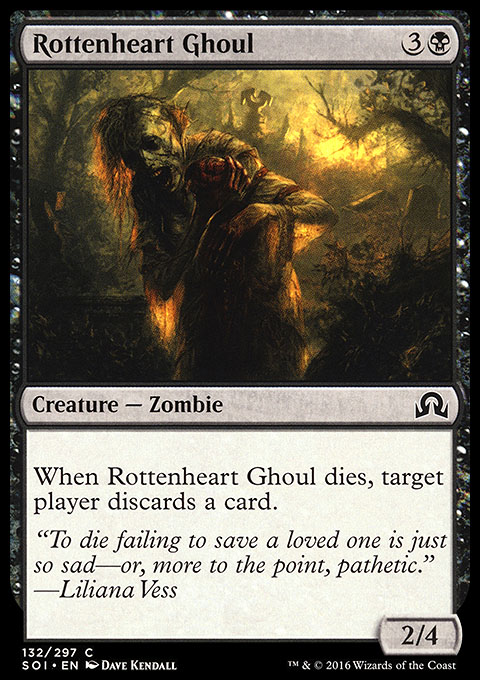 Rottenheart Ghoul 3
Creature — Zombie
When Rottenheart Ghoul dies, target
player discards a card.
“To die failing to save a loved one is just
so sad—or, more to the point, pathetic.”
—Liliana Vess
2/4
132/297 C
SOI • EN Dave Kendall
™ & © 2016 Wizards of the Coast